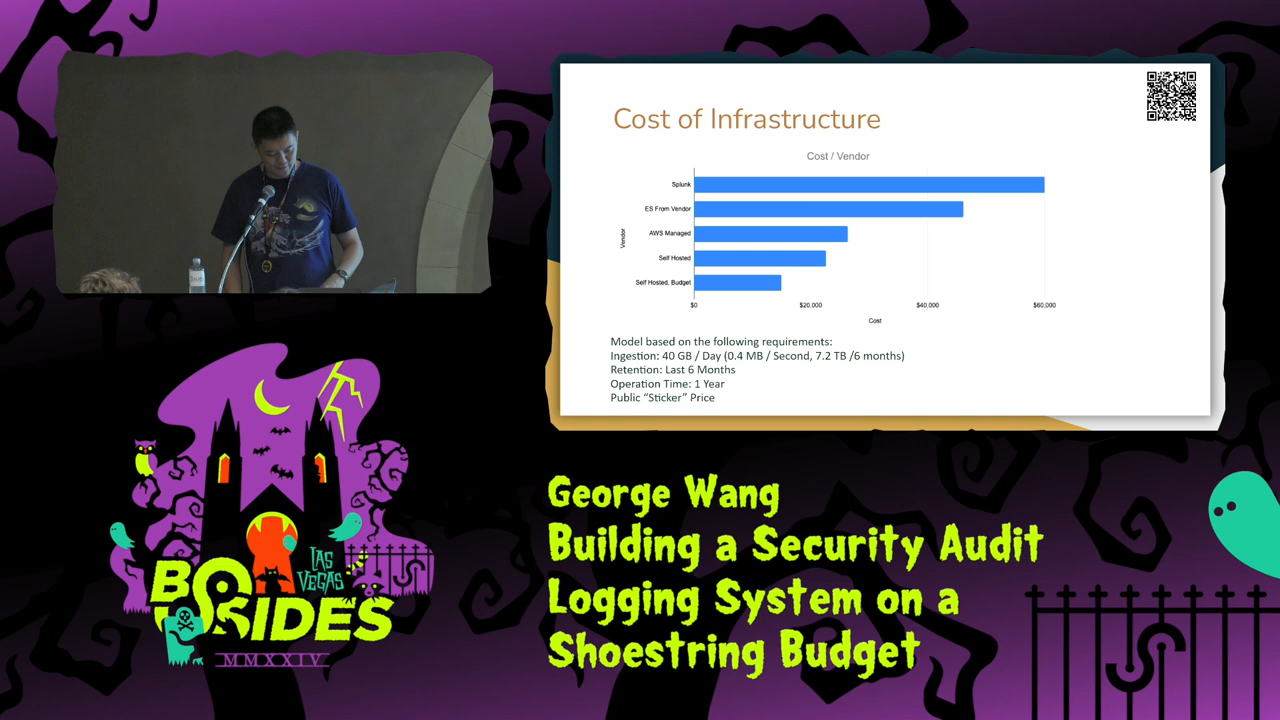 Cost of Infrastructure
Cost / Vendor
Vendor
Splunk
ES From Vendor
AWS Managed
Self Hosted
Self Hosted, Budget
$0
$20,000
$40,000
$60,000
Cost
Model based on the following requirements:
Ingestion: 40 GB / Day (0.4 MB / Second, 7.2 TB /6 months)
Retention: Last 6 Months
Operation Time: 1 Year
Public “Sticker” Price
LAS
VEGAS
BSIDES
MMXXIV
George Wang
Building a Security Audit
Logging System on a
Shoestring Budget